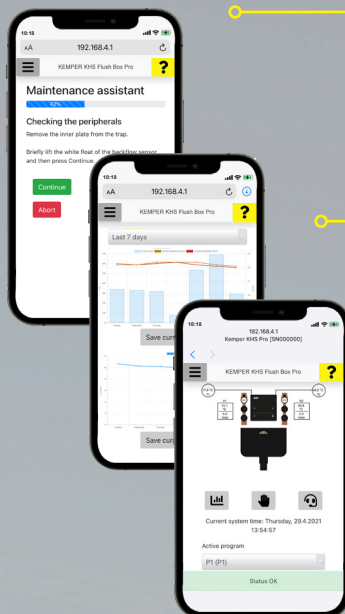 10:18
AA 192.168.4.1
KEMPER KHS Flush Box Pro ?
Maintenance assistant
42%
Checking the peripherals
Remove the inner plate from the trap.
Briefly lift the white float of the backflow sensor
and then press Continue.
Continue
Abort
10:18
AA 192.168.4.1
KEMPER KHS Flush Box Pro ?
Last 7 days
Save cur
Save cur
10:18
192.168.4.1
Kemper KHS Pro [SN000000]
KEMPER KHS Flush Box Pro ?
Current system time: Thursday, 29.4.2021
13:54:57
Active program
P1 (P1)
Status OK